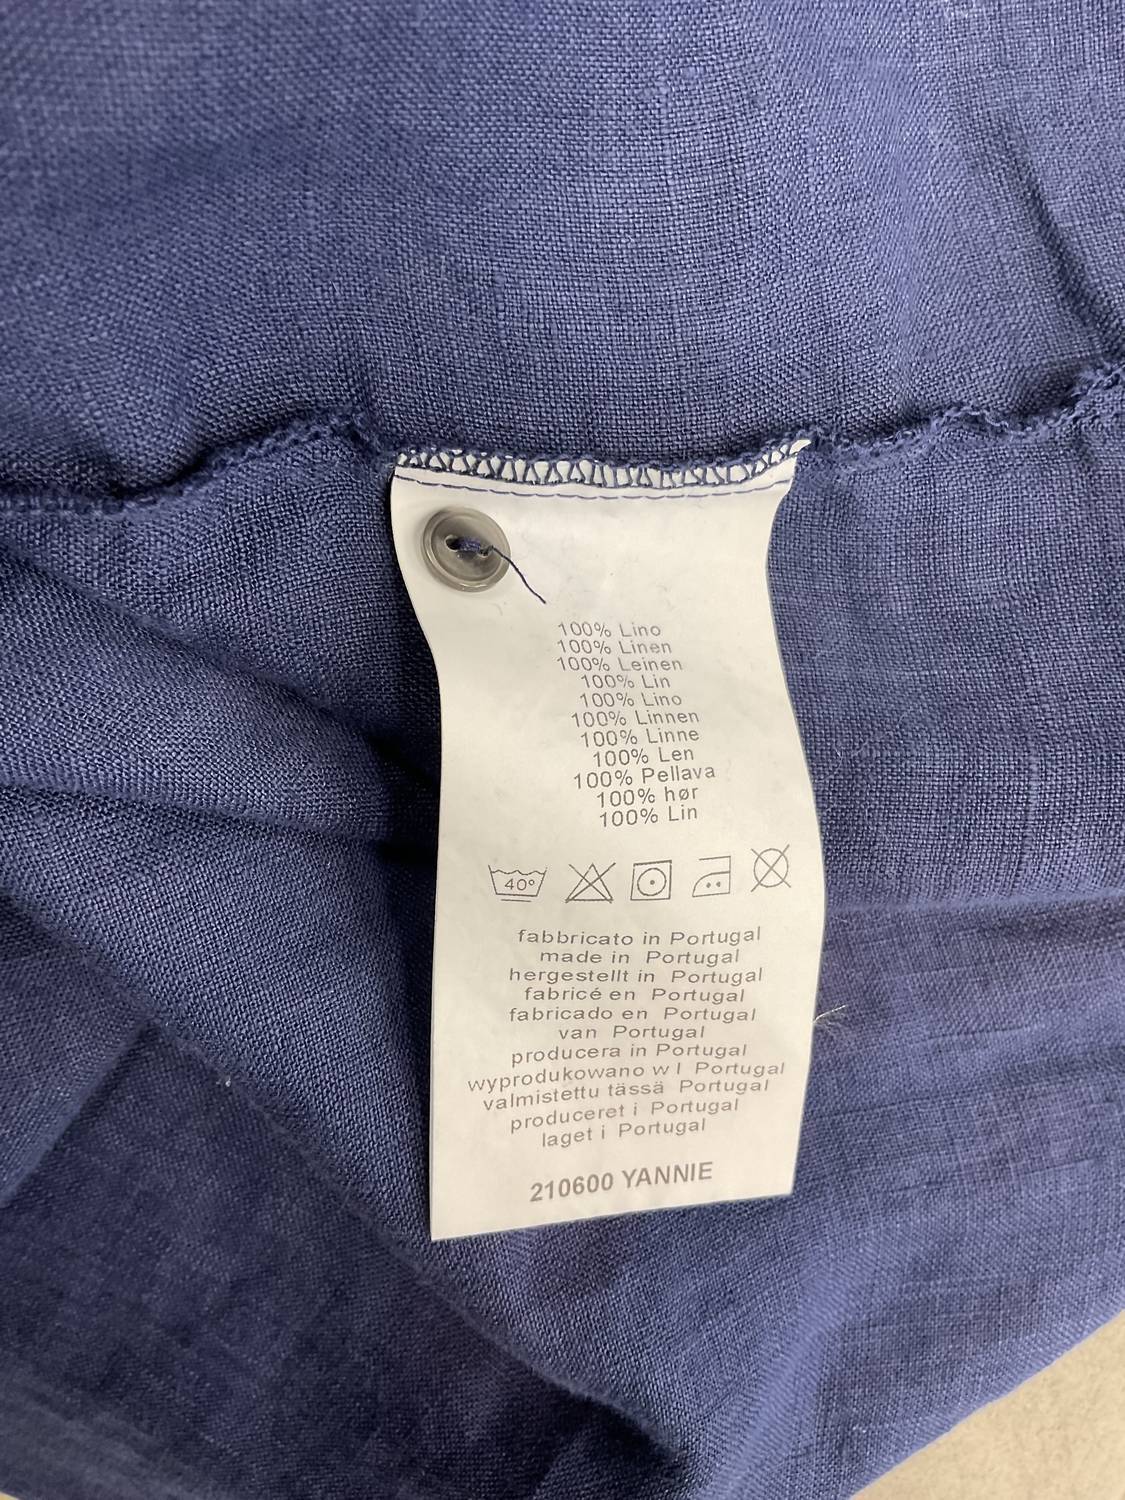 100% Lino
100% Linen
100% Leinen
100% Lin
100% Lino
100% Linnen
100% Linne
100% Len
100% Pellava
100% hør
100% Lin
40°
fabbricato in Portugal
made in Portugal
hergestellt in Portugal
fabricé en Portugal
fabricado en Portugal
van Portugal
producera in Portugal
wyprodukowano w l Portugal
valmistettu tässä Portugal
produceret i Portugal
laget i Portugal
210600 YANNIE